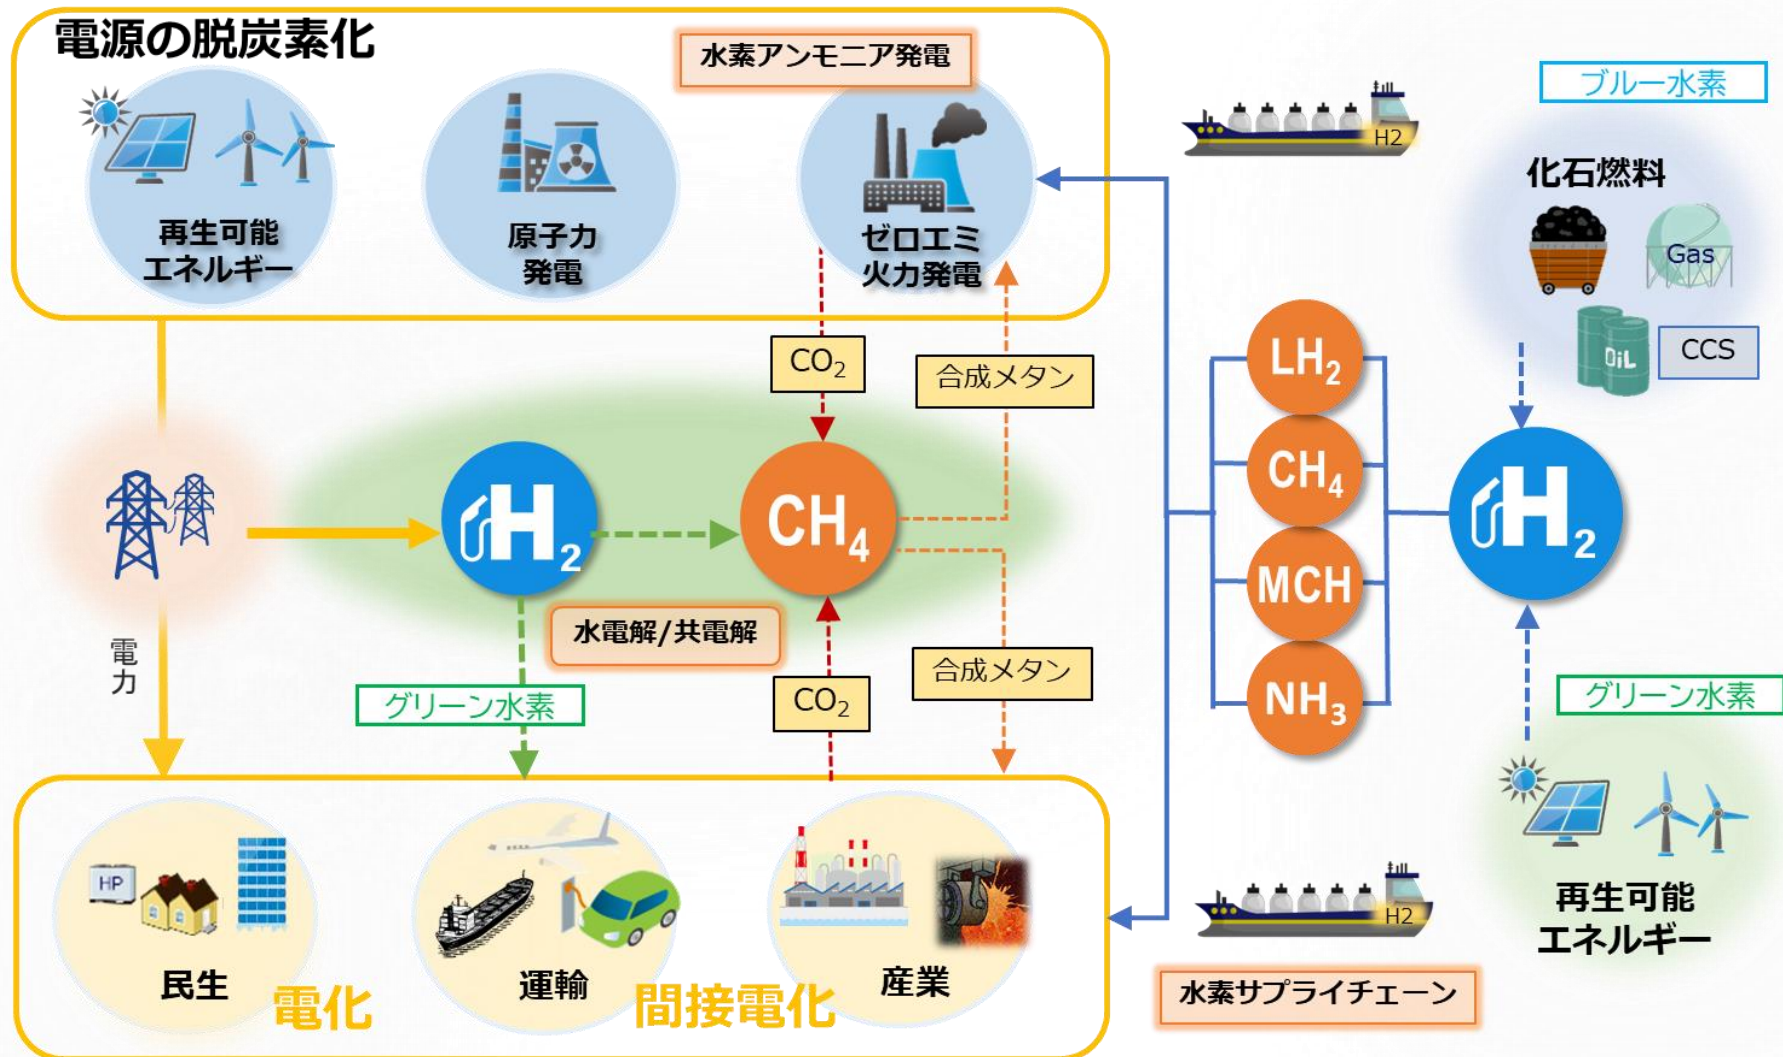 電源の脱炭素化
水素アンモニア発電
再生可能
エネルギー
原子力
発電
ゼロエミ
火力発電
H2
ブルー水素
化石燃料
Gas
OiL
CCS
CO₂
合成メタン
LH₂
CH₄
MCH
NH₃
H₂
H₂
CH₄
水電解/共電解
電力
グリーン水素
CO₂
合成メタン
グリーン水素
再生可能
エネルギー
HP
民生
電化
運輸
間接電化
産業
H2
水素サプライチェーン